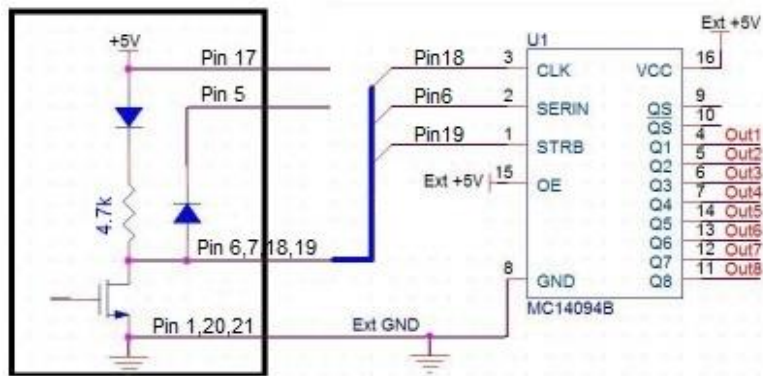 +5V
Pin 17
Pin 5
4.7k
Pin 6,7,18,19
Pin 1,20,21
Ext GND
Pin18
Pin6
Pin19
Ext +5V
U1
3 CLK
2 SERIN
1 STRB
15 OE
8 GND
MC14094B
Ext +5V
VCC 16
QS 9
QS 10
Q1 4 Out1
Q2 5 Out2
Q3 6 Out3
Q4 7 Out4
Q5 14 Out5
Q6 13 Out6
Q7 12 Out7
Q8 11 Out8